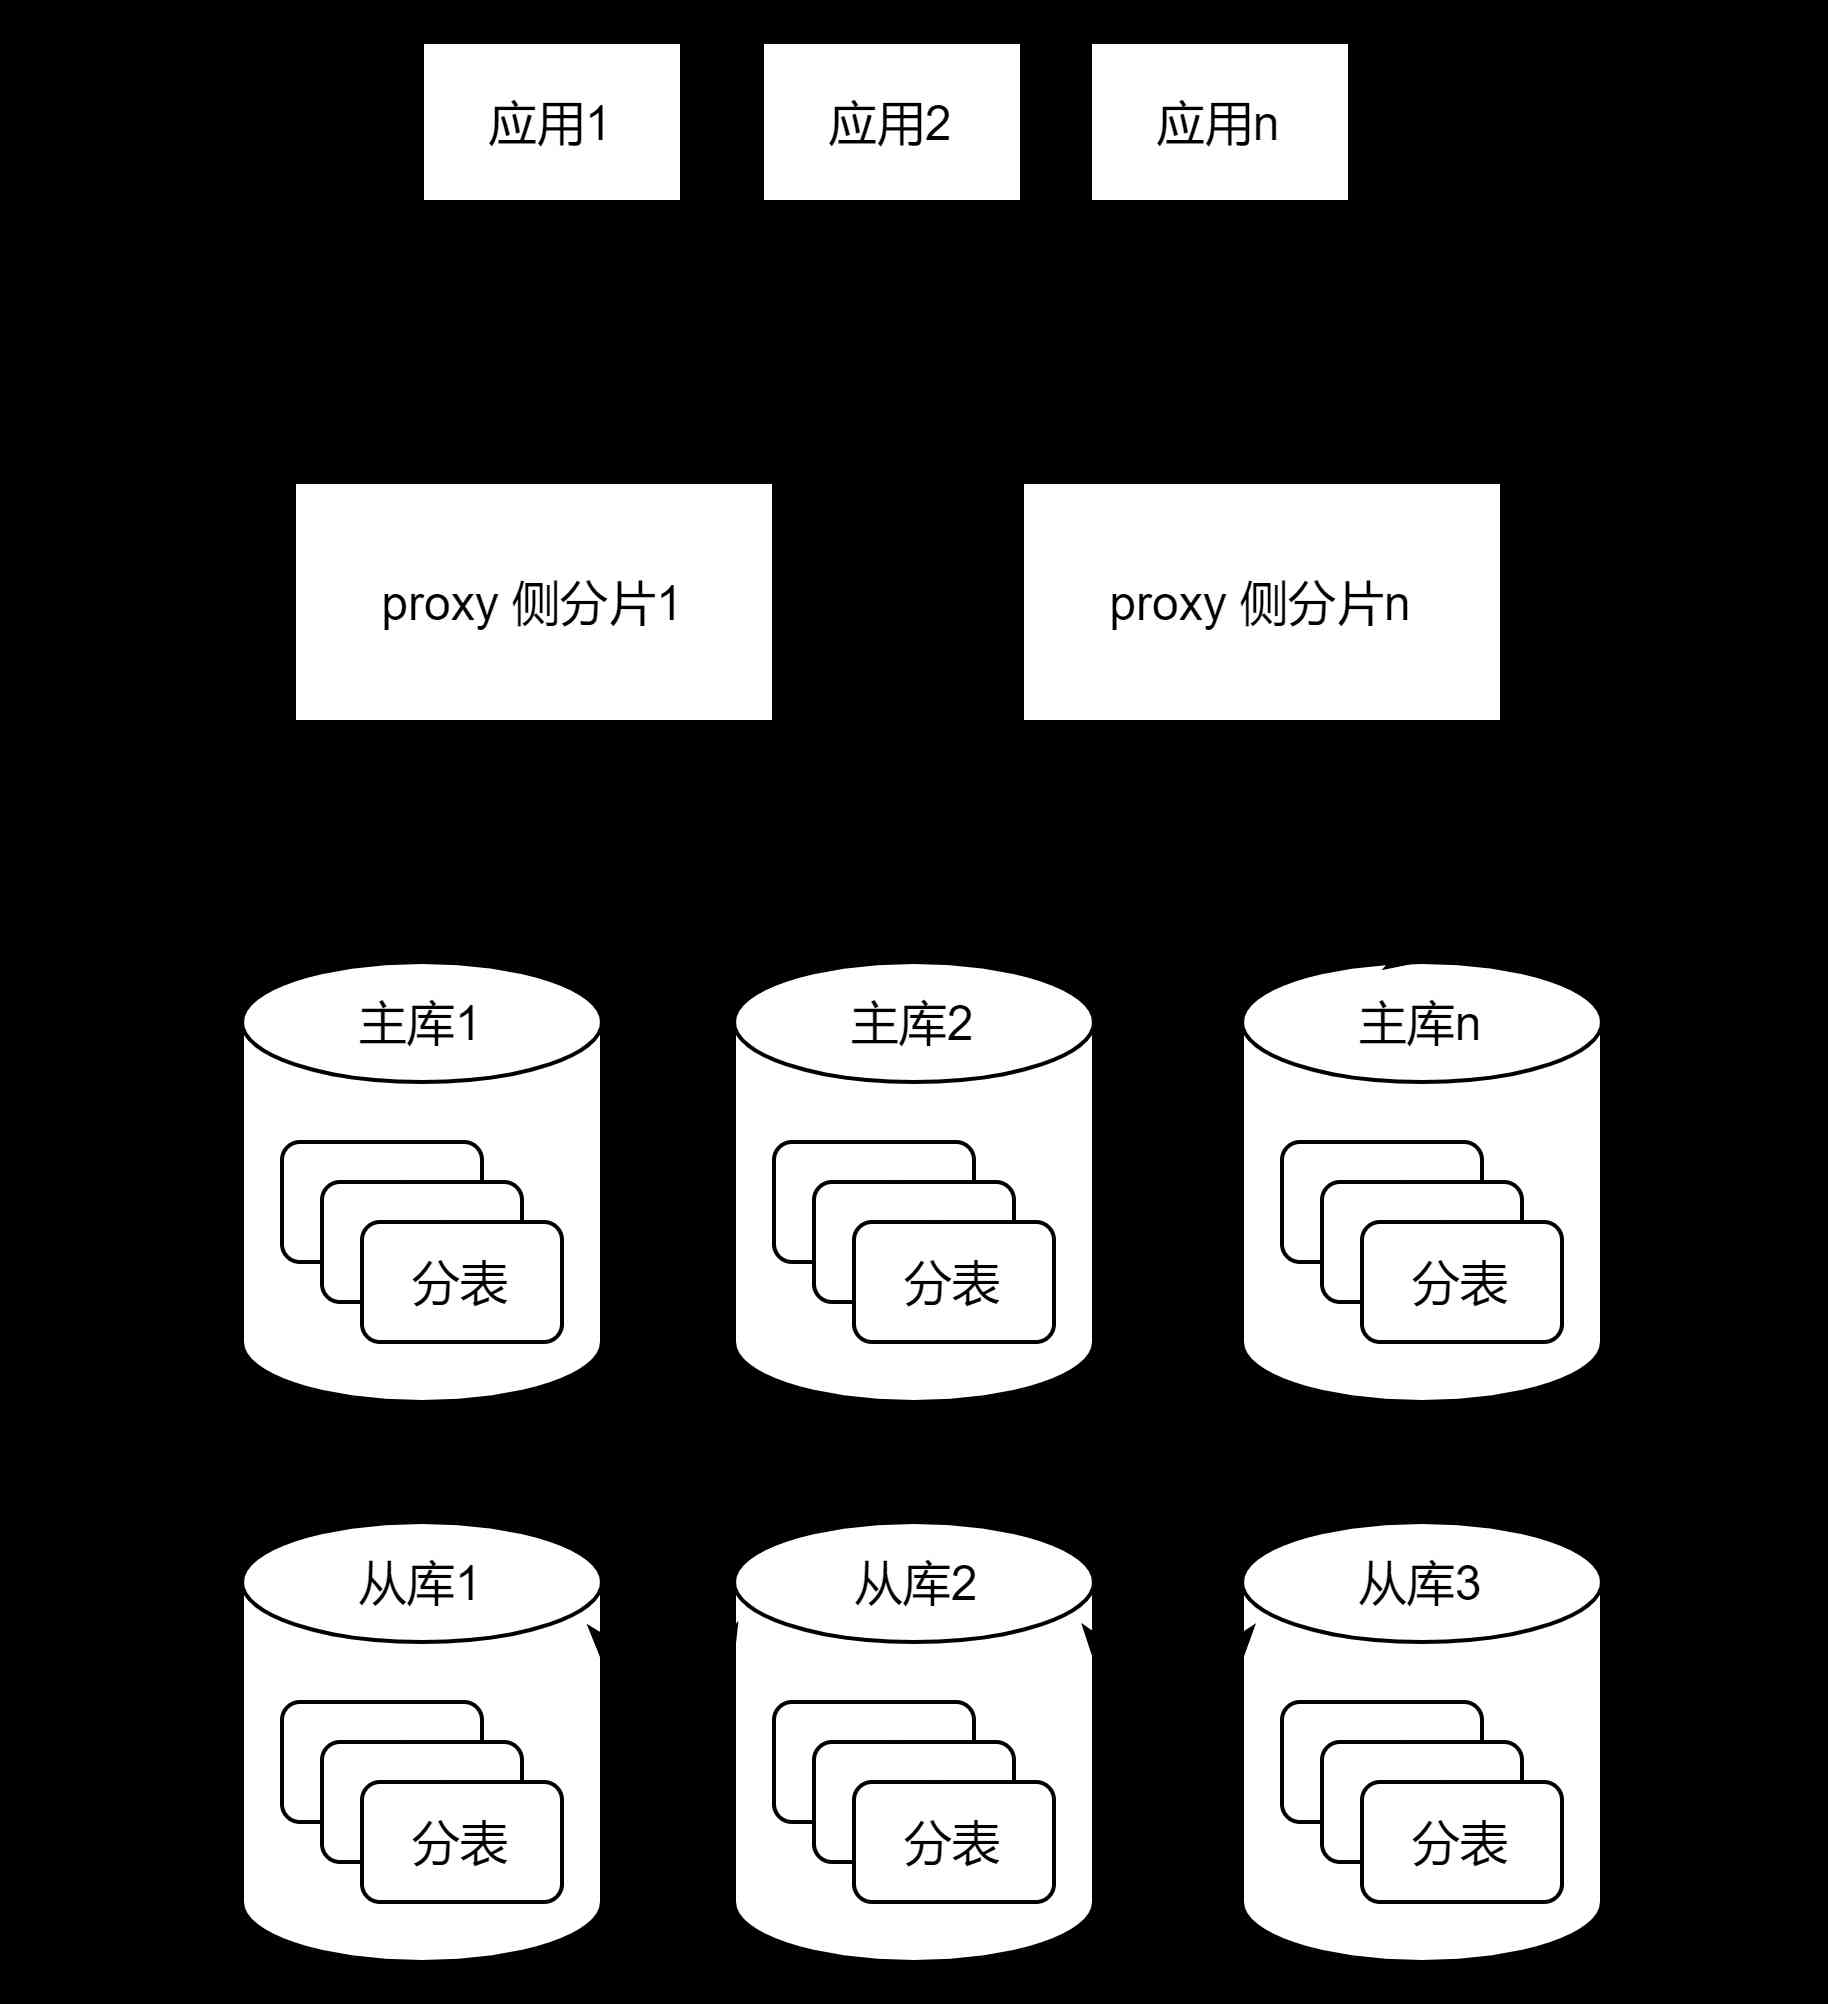 应用1
应用2
应用n
proxy 侧分片1
proxy 侧分片n
主库1
主库2
主库n
分表
分表
分表
从库1
从库2
从库3
分表
分表
分表